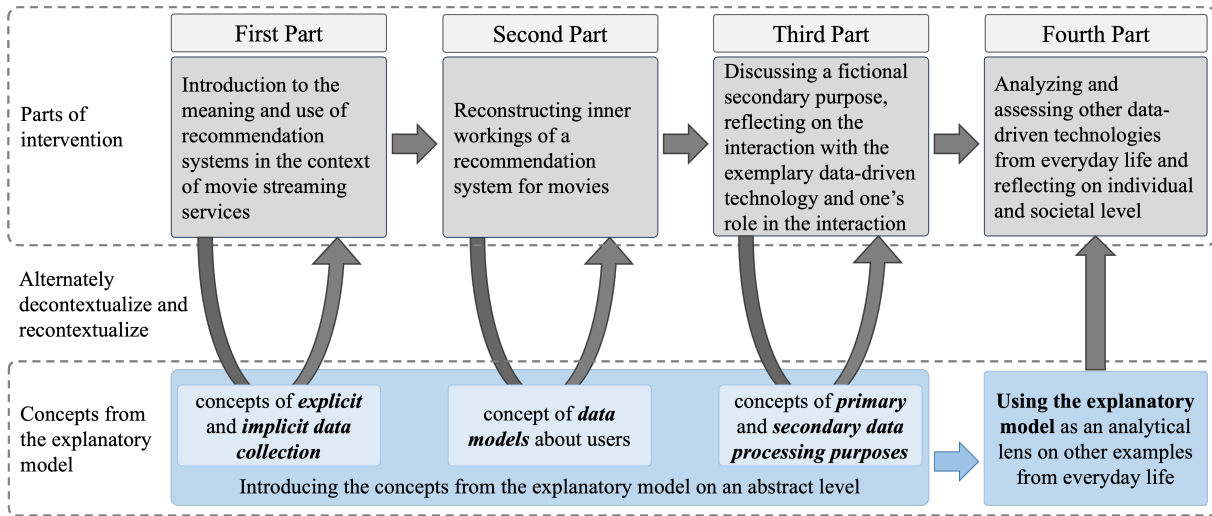 First Part
Second Part
Third Part
Fourth Part
Parts of
intervention
Introduction to the
meaning and use of
recommendation
systems in the context
of movie streaming
services
Reconstructing inner
workings of a
recommendation
system for movies
Discussing a fictional
secondary purpose,
reflecting on the
interaction with the
exemplary data-driven
technology and one's
role in the interaction
Analyzing and
assessing other data-
driven technologies
from everyday life and
reflecting on individual
and societal level
Alternately
decontextualize and
recontextualize
Concepts from
the explanatory
model
concepts of explicit
and implicit data
collection
concept of data
models about users
concepts of primary
and secondary data
processing purposes
Introducing the concepts from the explanatory model on an abstract level
Using the explanatory
model as an analytical
lens on other examples
from everyday life